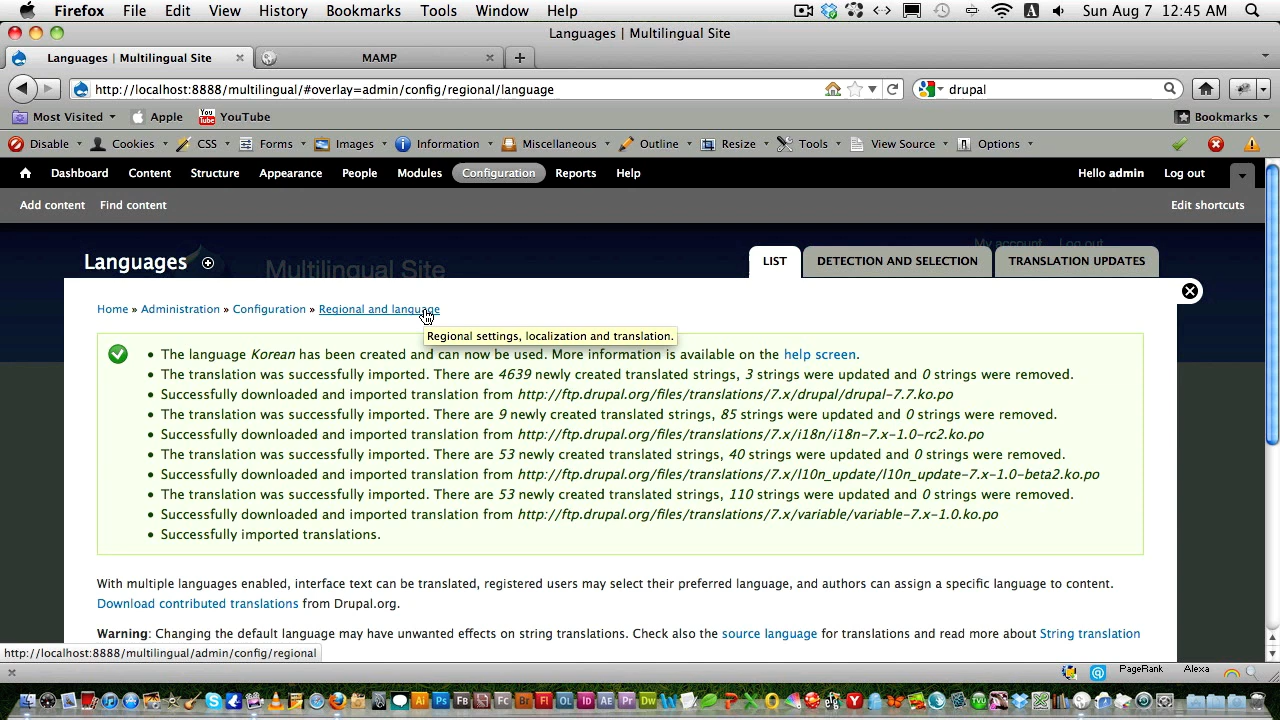 Firefox File Edit View History Bookmarks Tools Window Help Sun Aug 7 12:45 AM
Languages | Multilingual Site
Languages | Multilingual Site MAMP
http://localhost:8888/multilingual/#overlay=admin/config/regional/language drupal
Most Visited Apple YouTube Bookmarks
Disable Cookies CSS Forms Images Information Miscellaneous Outline Resize Tools View Source Options
Dashboard Content Structure Appearance People Modules Configuration Reports Help Hello admin Log out
Add content Find content Edit shortcuts
My account Log out
Languages Multilingual Site LIST DETECTION AND SELECTION TRANSLATION UPDATES
Home » Administration » Configuration » Regional and language
Regional settings, localization and translation.
• The language Korean has been created and can now be used. More information is available on the help screen.
• The translation was successfully imported. There are 4639 newly created translated strings, 3 strings were updated and 0 strings were removed.
• Successfully downloaded and imported translation from http://ftp.drupal.org/files/translations/7.x/drupal/drupal-7.7.ko.po
• The translation was successfully imported. There are 9 newly created translated strings, 85 strings were updated and 0 strings were removed.
• Successfully downloaded and imported translation from http://ftp.drupal.org/files/translations/7.x/i18n/i18n-7.x-1.0-rc2.ko.po
• The translation was successfully imported. There are 53 newly created translated strings, 40 strings were updated and 0 strings were removed.
• Successfully downloaded and imported translation from http://ftp.drupal.org/files/translations/7.x/l10n_update/l10n_update-7.x-1.0-beta2.ko.po
• The translation was successfully imported. There are 53 newly created translated strings, 110 strings were updated and 0 strings were removed.
• Successfully downloaded and imported translation from http://ftp.drupal.org/files/translations/7.x/variable/variable-7.x-1.0.ko.po
• Successfully imported translations.
With multiple languages enabled, interface text can be translated, registered users may select their preferred language, and authors can assign a specific language to content.
Download contributed translations from Drupal.org.
Warning: Changing the default language may have unwanted effects on string translations. Check also the source language for translations and read more about String translation
http://localhost:8888/multilingual/admin/config/regional
PageRank Alexa